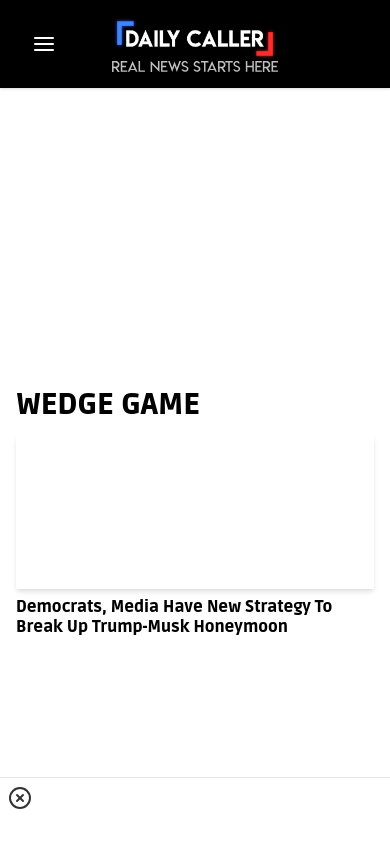 DAILY CALLER
REAL NEWS STARTS HERE
WEDGE GAME
Democrats, Media Have New Strategy To
Break Up Trump-Musk Honeymoon